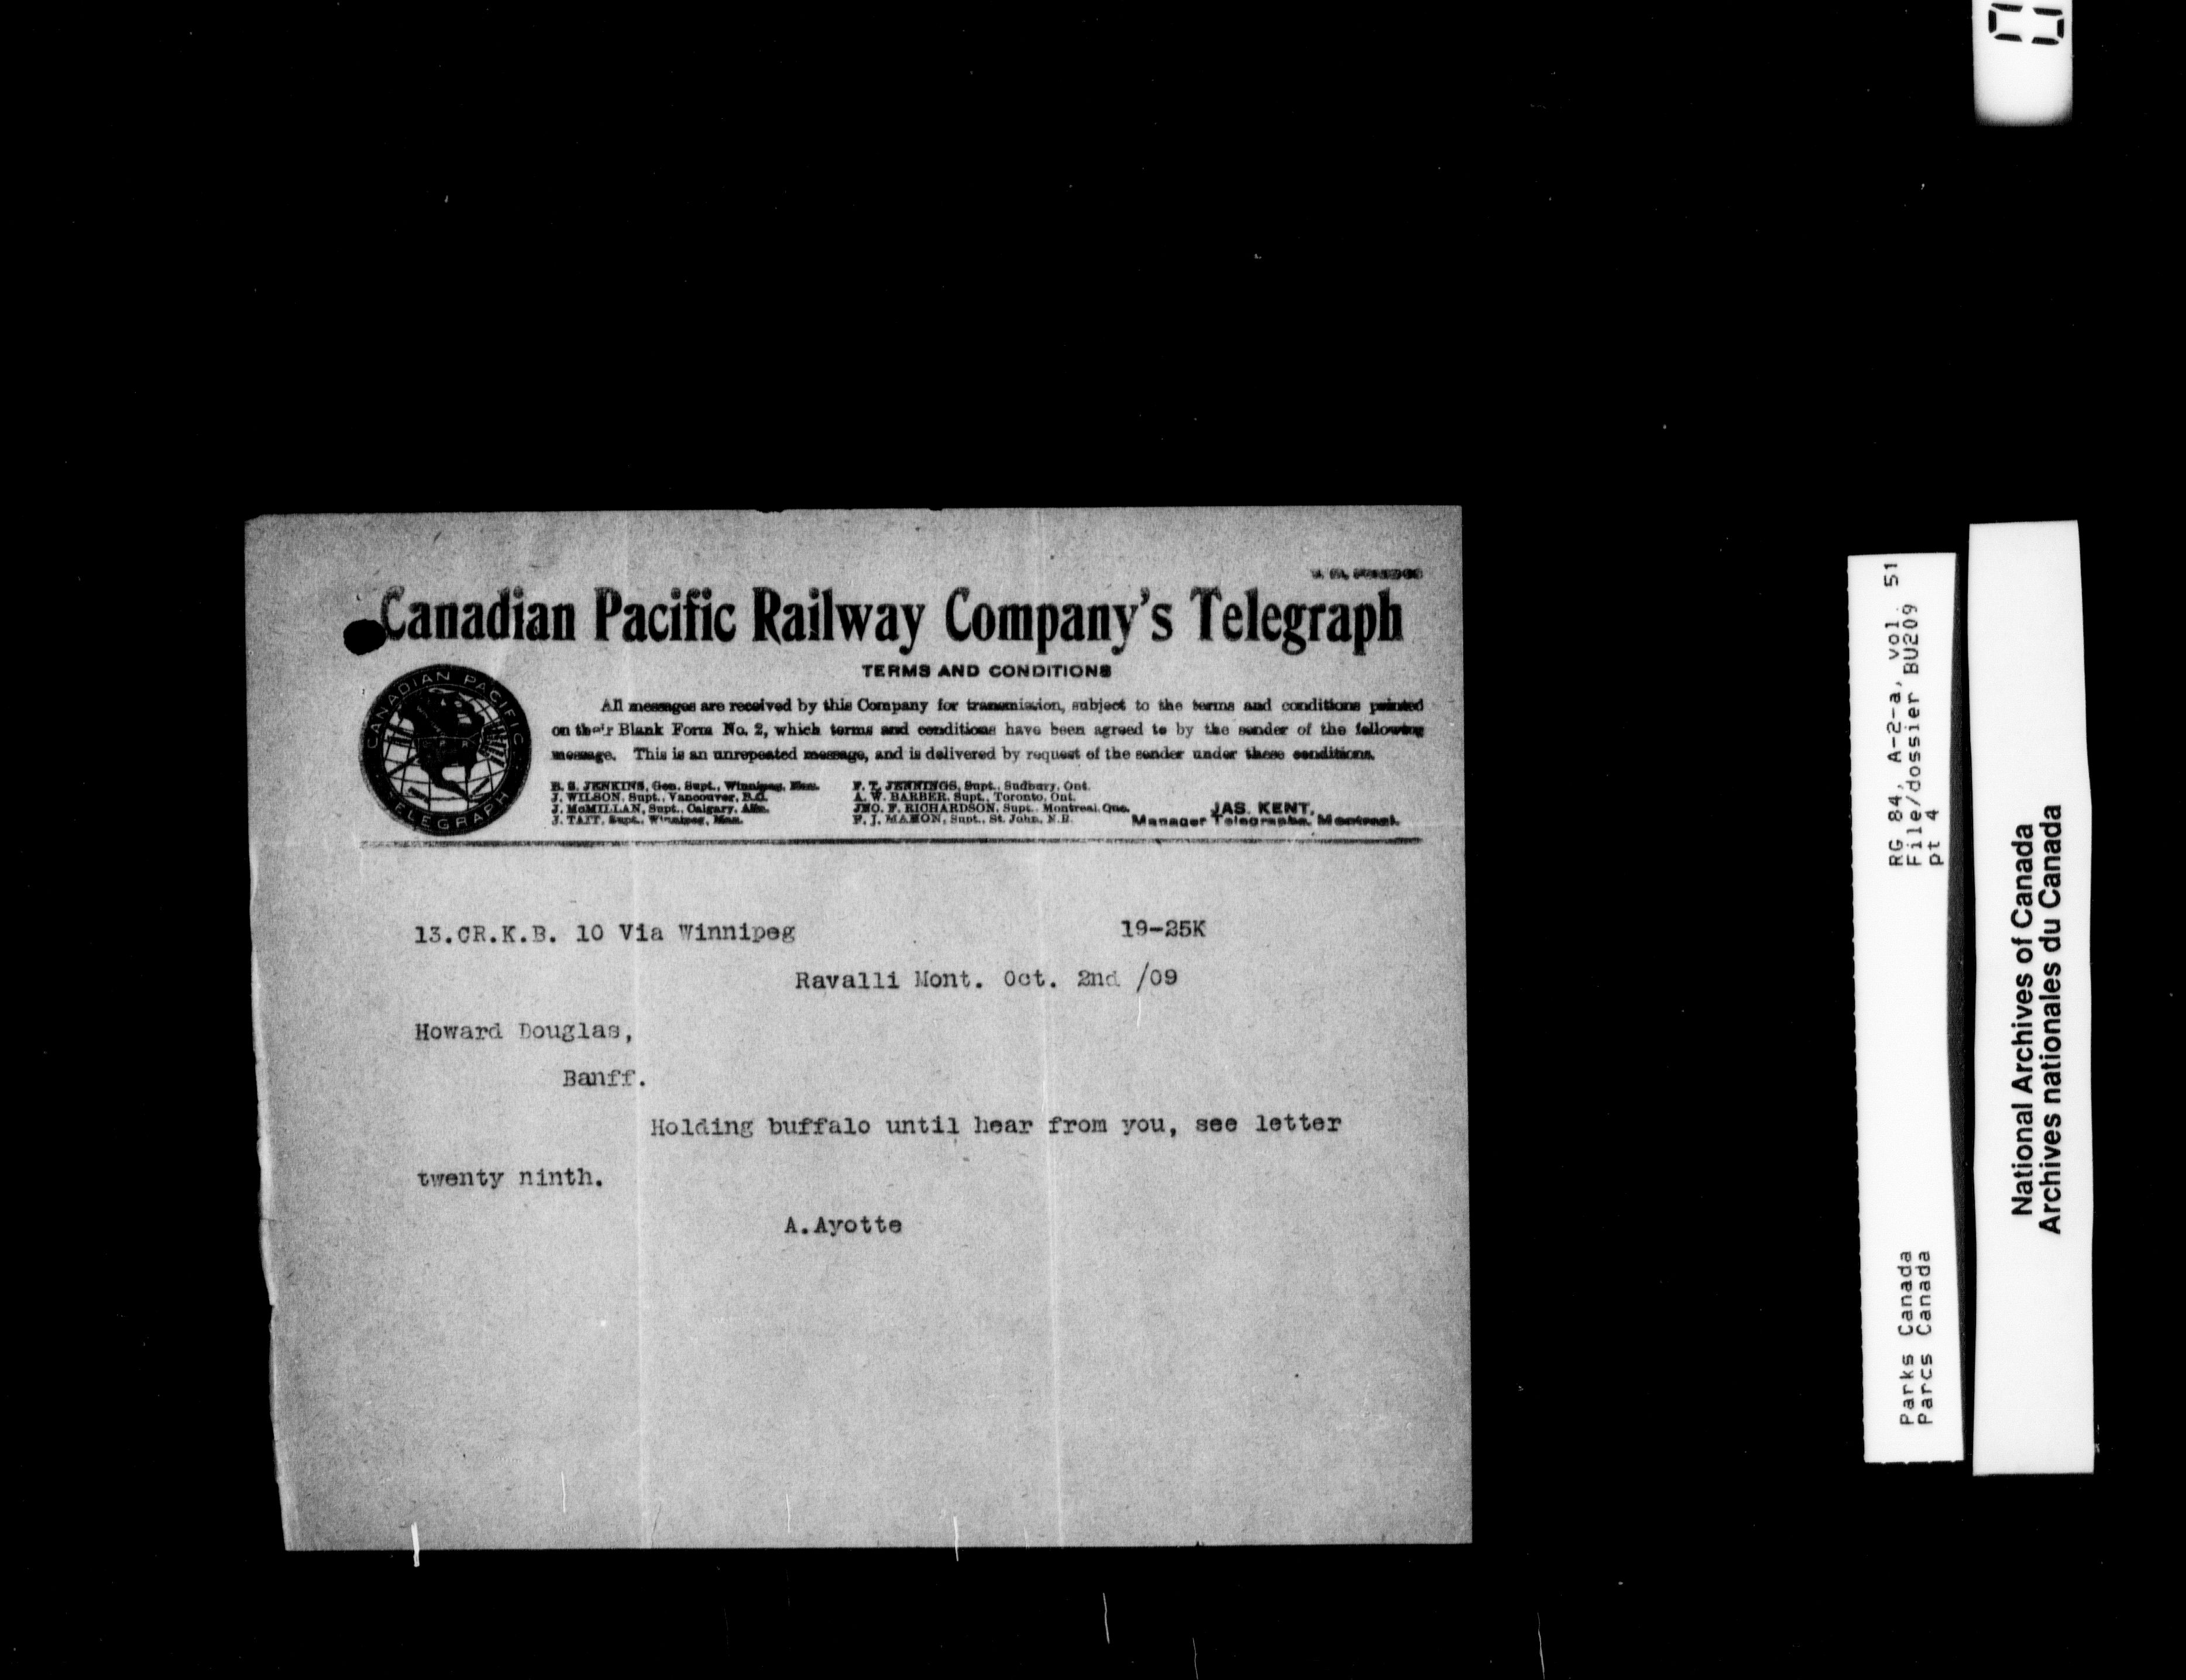 Canadian Pacific Railway Company's Telegraph
TERMS AND CONDITIONS
CANADIAN PACIFIC
TELEGRAPH
All messages are received by this Company for transmission, subject to the terms and conditions printed
on their Blank Form No. 2, which terms and conditions have been agreed to by the sender of the following
message. This is an unrepeated message, and is delivered by request of the sender under these conditions.
B. S. JENKINS, Gen. Supt., Winnipeg, Man.
J. WILSON, Supt., Vancouver, B.C.
J. McMILLAN, Supt., Calgary, Alta.
J. TAIT, Supt., Winnipeg, Man.
F. T. JENNINGS, Supt., Sudbury, Ont.
A. W. BARBER, Supt., Toronto, Ont.
JNO. F. RICHARDSON, Supt., Montreal, Que.
F. J. MAHON, Supt., St. John, N.B.
JAS. KENT,
Manager Telegraphs, Montreal.
13.CR.K.B. 10 Via Winnipeg 19-25K
Ravalli Mont. Oct. 2nd /09
Howard Douglas,
Banff.
Holding buffalo until hear from you, see letter
twenty ninth.
A.Ayotte
RG 84, A-2-a, vol. 51
File/dossier BU209
pt 4
Parks Canada
Parcs Canada
National Archives of Canada
Archives nationales du Canada